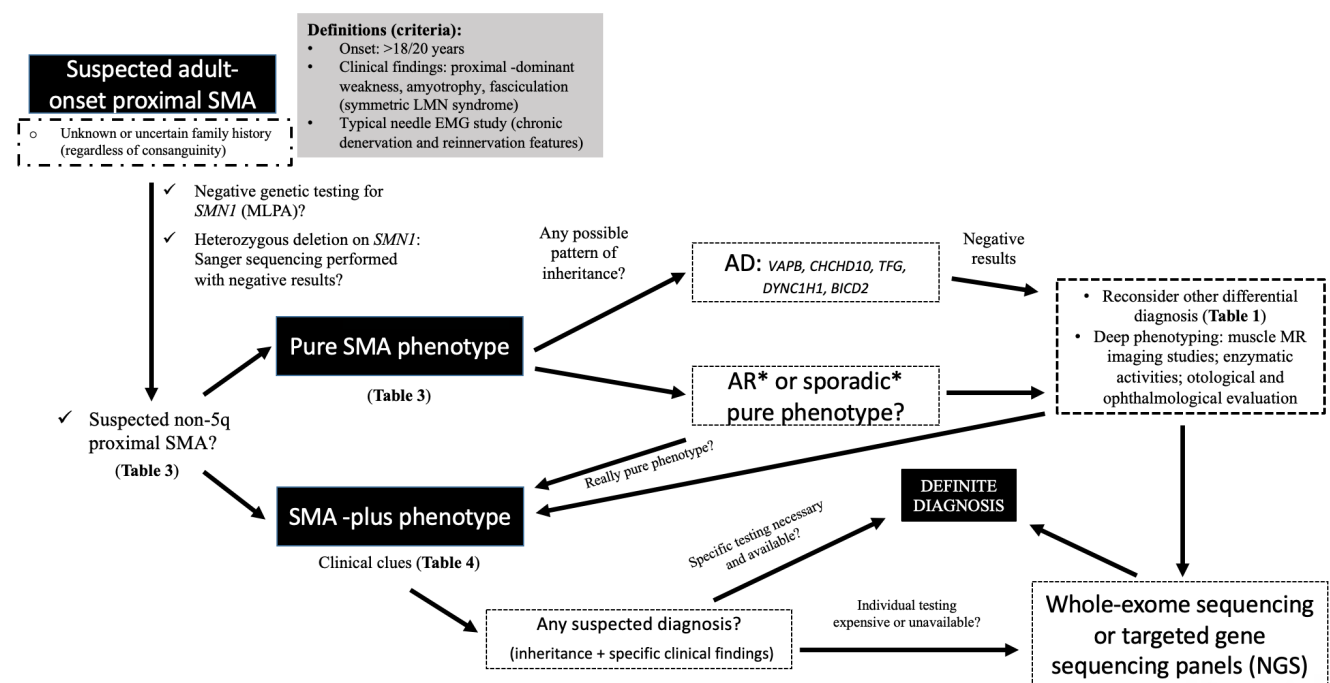 Suspected adult-
onset proximal SMA
o Unknown or uncertain family history
(regardless of consanguinity)
Definitions (criteria):
• Onset: >18/20 years
• Clinical findings: proximal -dominant
weakness, amyotrophy, fasciculation
(symmetric LMN syndrome)
• Typical needle EMG study (chronic
denervation and reinnervation features)
✓ Negative genetic testing for
SMN1 (MLPA)?
✓ Heterozygous deletion on SMN1:
Sanger sequencing performed
with negative results?
✓ Suspected non-5q
proximal SMA?
(Table 3)
Pure SMA phenotype
(Table 3)
Any possible
pattern of
inheritance?
AD: VAPB, CHCHD10, TFG,
DYNC1H1, BICD2
Negative
results
AR* or sporadic*
pure phenotype?
• Reconsider other differential
diagnosis (Table 1)
• Deep phenotyping: muscle MR
imaging studies; enzymatic
activities; otological and
ophthalmological evaluation
Really pure phenotype?
SMA -plus phenotype
Clinical clues (Table 4)
Any suspected diagnosis?
(inheritance + specific clinical findings)
Specific testing necessary
and available?
DEFINITE
DIAGNOSIS
Individual testing
expensive or unavailable?
Whole-exome sequencing
or targeted gene
sequencing panels (NGS)